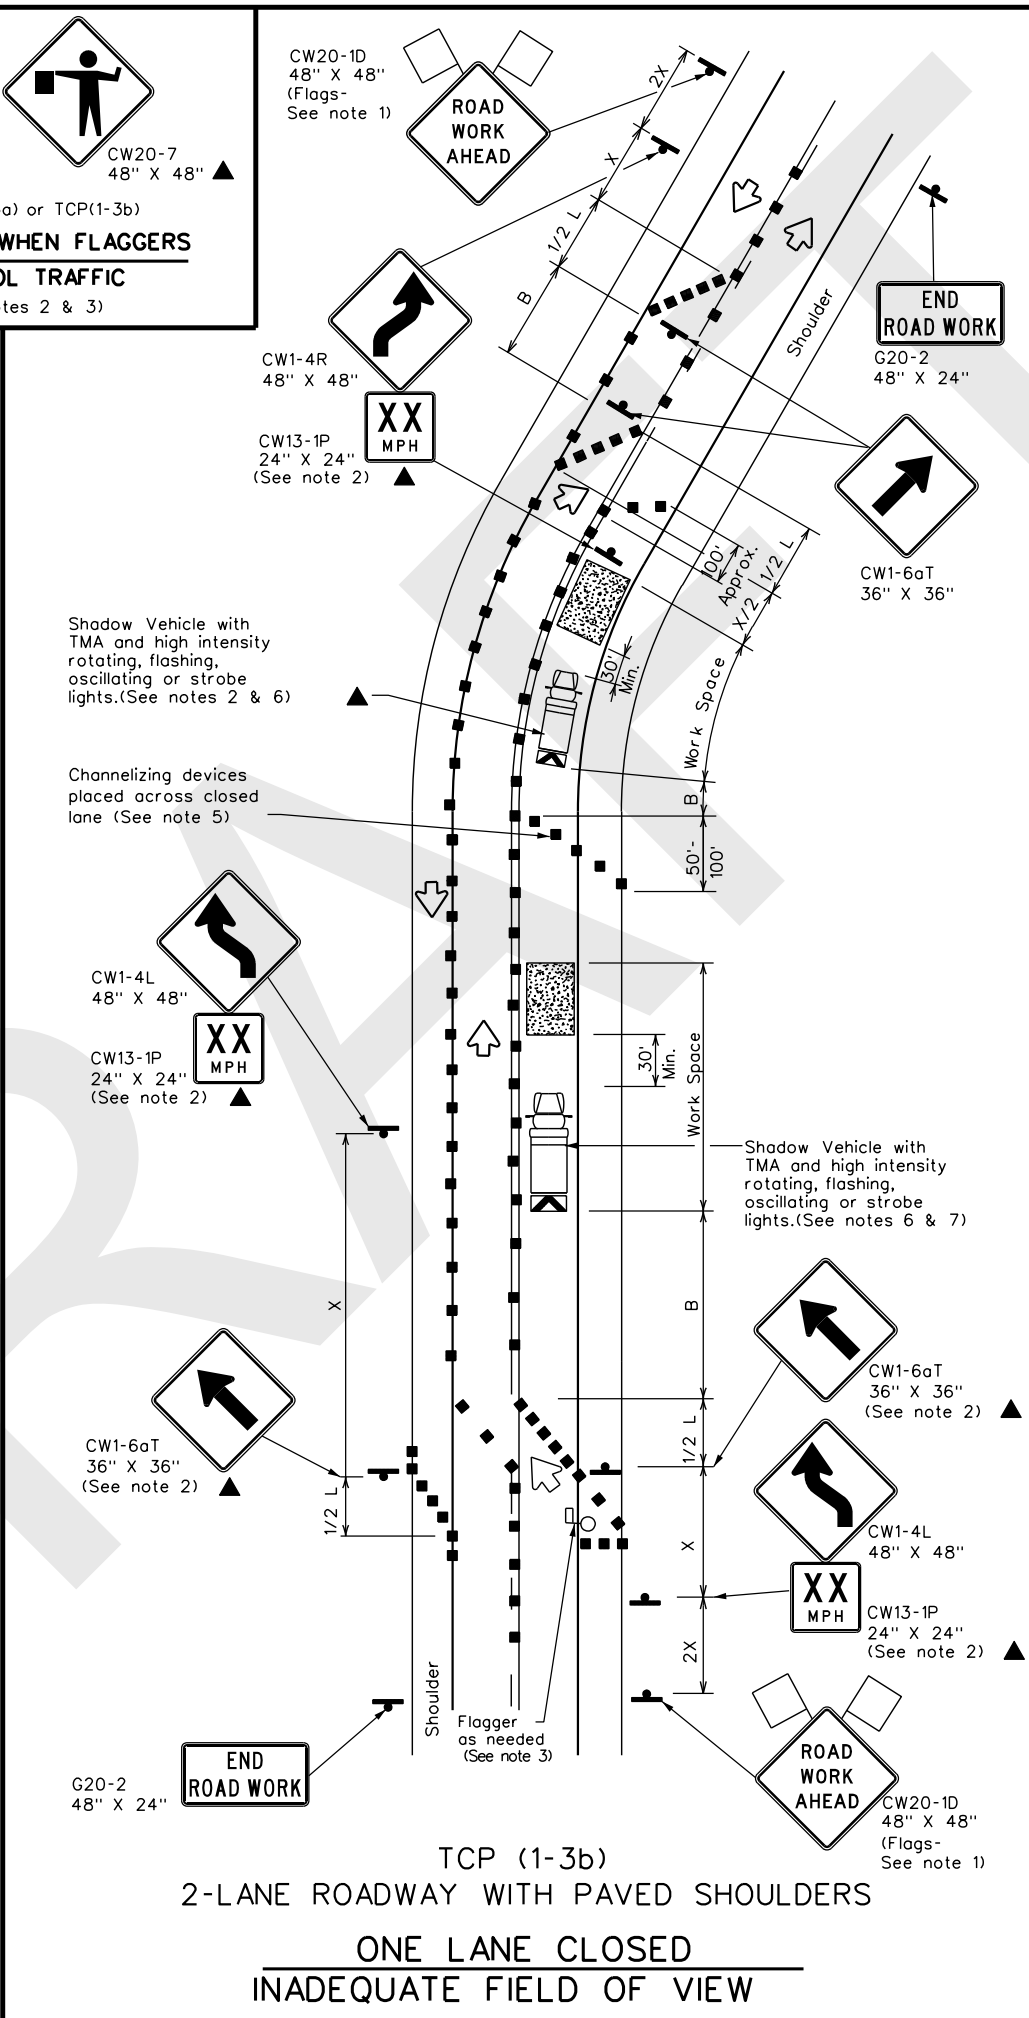 CW20-7
48" X 48"
a) or TCP(1-3b)
WHEN FLAGGERS
OL TRAFFIC
tes 2 & 3)
CW20-1D
48" X 48"
(Flags-
See note 1)
ROAD
WORK
AHEAD
2X
X
1/2 L
B
CW1-4R
48" X 48"
XX
MPH
CW13-1P
24" X 24"
(See note 2)
Shoulder
END
ROAD WORK
G20-2
48" X 24"
CW1-6aT
36" X 36"
100'
Approx.
1/2 L
X/2
30'
Min.
Work Space
B
50'-
100'
Shadow Vehicle with
TMA and high intensity
rotating, flashing,
oscillating or strobe
lights.(See notes 2 & 6)
Channelizing devices
placed across closed
lane (See note 5)
CW1-4L
48" X 48"
XX
MPH
CW13-1P
24" X 24"
(See note 2)
30'
Min.
Work Space
Shadow Vehicle with
TMA and high intensity
rotating, flashing,
oscillating or strobe
lights.(See notes 6 & 7)
X
B
CW1-6aT
36" X 36"
(See note 2)
1/2 L
CW1-6aT
36" X 36"
(See note 2)
1/2 L
X
CW1-4L
48" X 48"
XX
MPH
CW13-1P
24" X 24"
(See note 2)
2X
Shoulder
Flagger
as needed
(See note 3)
END
ROAD WORK
G20-2
48" X 24"
ROAD
WORK
AHEAD
CW20-1D
48" X 48"
(Flags-
See note 1)
TCP (1-3b)
2-LANE ROADWAY WITH PAVED SHOULDERS
ONE LANE CLOSED
INADEQUATE FIELD OF VIEW
DRAFT